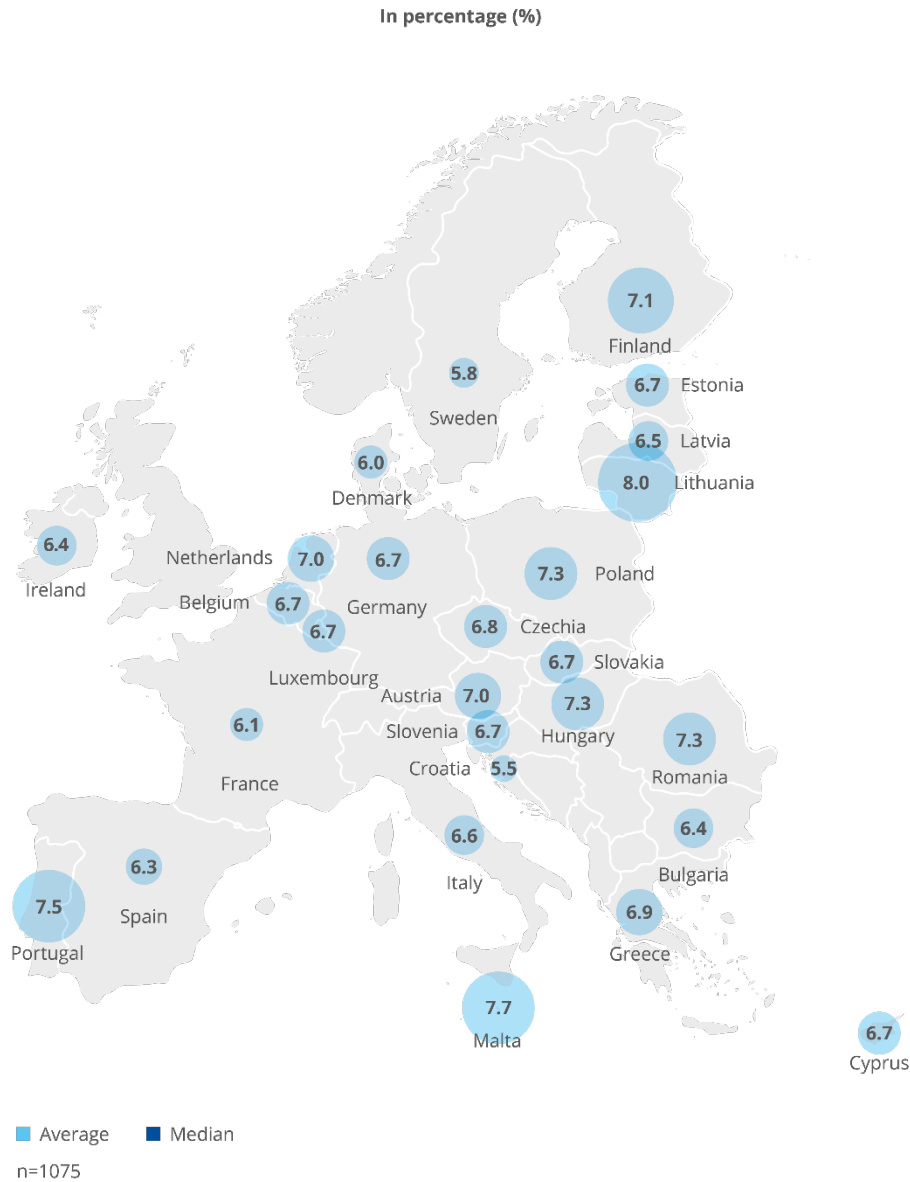 In percentage (%)
7.1
Finland
5.8
Sweden
6.7 Estonia
6.5 Latvia
6.0
Denmark
8.0 Lithuania
6.4
Ireland
Netherlands 7.0
6.7
Germany
7.3 Poland
Belgium 6.7
6.7
Luxembourg
6.8 Czechia
6.7 Slovakia
Austria 7.0
7.3
Hungary
Slovenia 6.7
6.1
France
7.3
Romania
Croatia 5.5
6.6
Italy
6.4
Bulgaria
6.3
Spain
7.5
Portugal
6.9
Greece
7.7
Malta
6.7
Cyprus
Average Median
n=1075